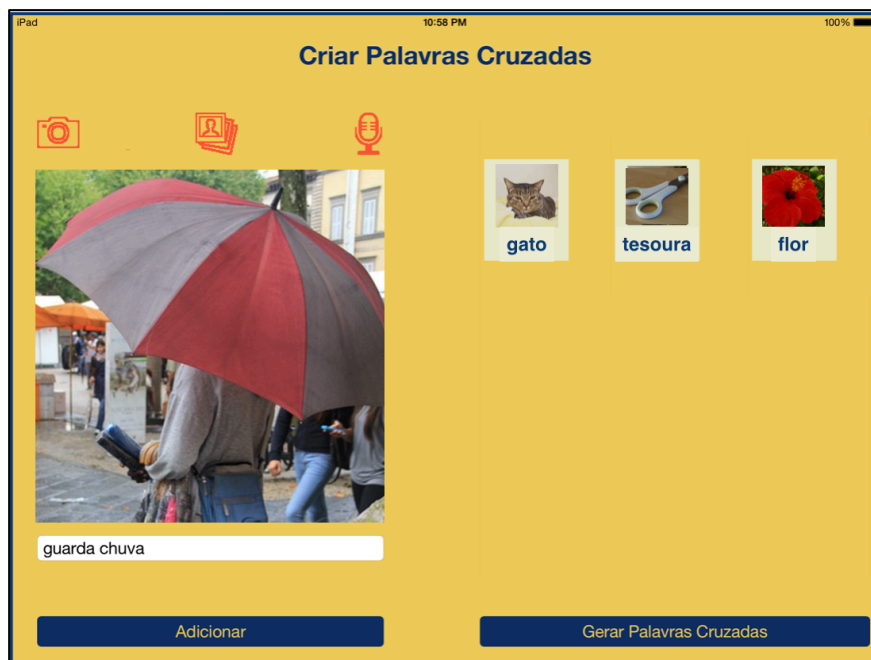 iPad 10:58 PM 100%
Criar Palavras Cruzadas
gato tesoura flor
guarda chuva
Adicionar Gerar Palavras Cruzadas